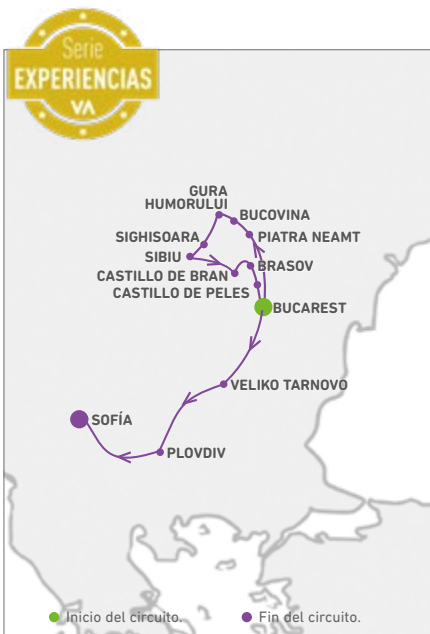 Serie
EXPERIENCIAS
VA
GURA
HUMORULUI
BUCOVINA
SIGHISOARA
PIATRA NEAMT
SIBIU
BRASOV
CASTILLO DE BRAN
CASTILLO DE PELES
BUCAREST
VELIKO TARNOVO
SOFÍA
PLOVDIV
Inicio del circuito.
Fin del circuito.